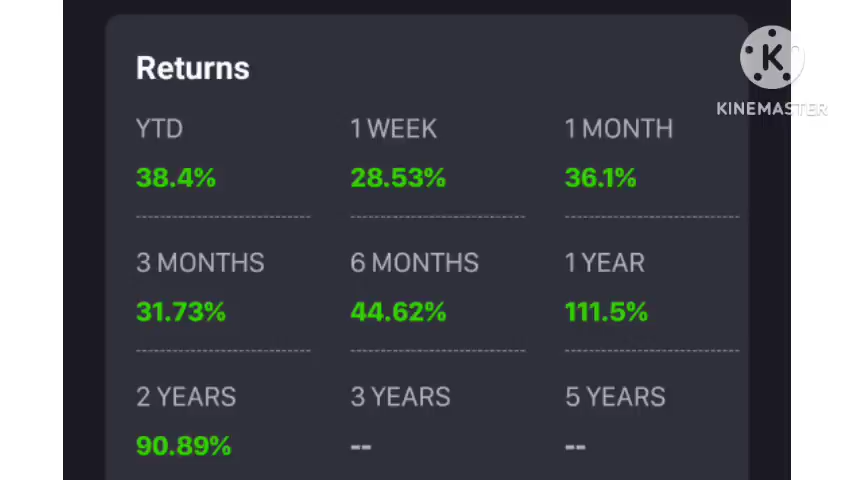 Returns
YTD 1 WEEK 1 MONTH
38.4% 28.53% 36.1%
3 MONTHS 6 MONTHS 1 YEAR
31.73% 44.62% 111.5%
2 YEARS 3 YEARS 5 YEARS
90.89% -- --
K
KINEMASTER